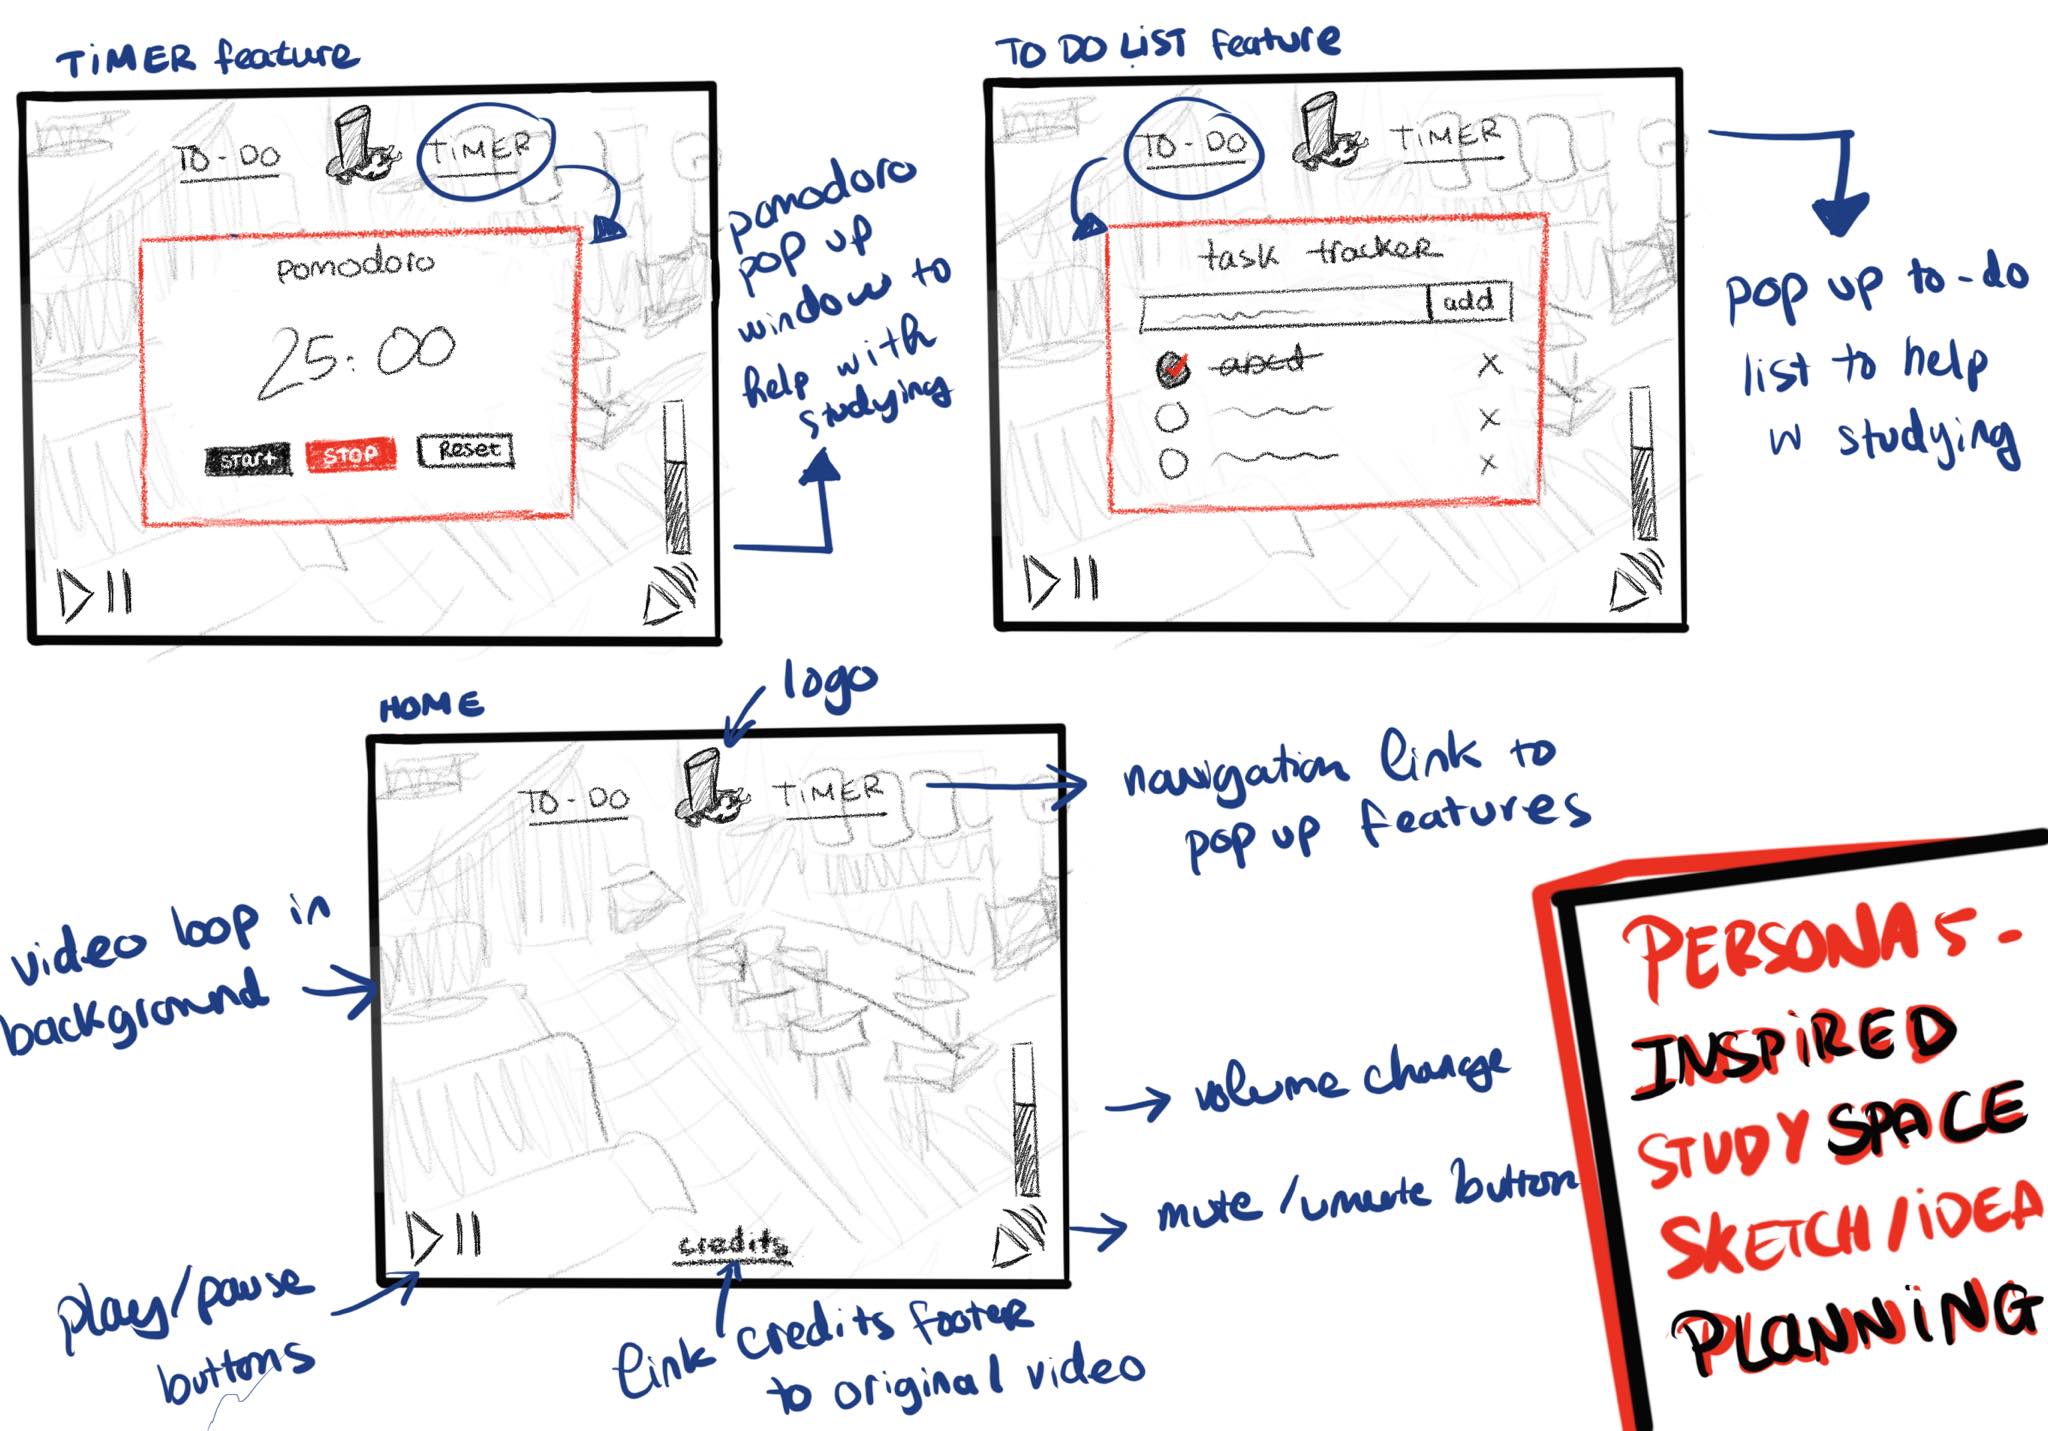 TiMER feature
TO - DO
TiMER
pomodoro
25:00
start
STOP
Reset
pomodoro
pop up
window to
help with
studying
TO DO LiST feature
TO - DO
TiMER
task tracker
add
abcd
X
X
X
pop up to - do
list to help
w studying
HOME
logo
TO - DO
TiMER
credits
navigation link to
pop up features
video loop in
background
volume change
mute / unmute button
play/pause
buttons
link credits footer
to original video
PERSONA 5 -
INSPiRED
STUDY SPACE
SKETCH / iDEA
PLANNiNG